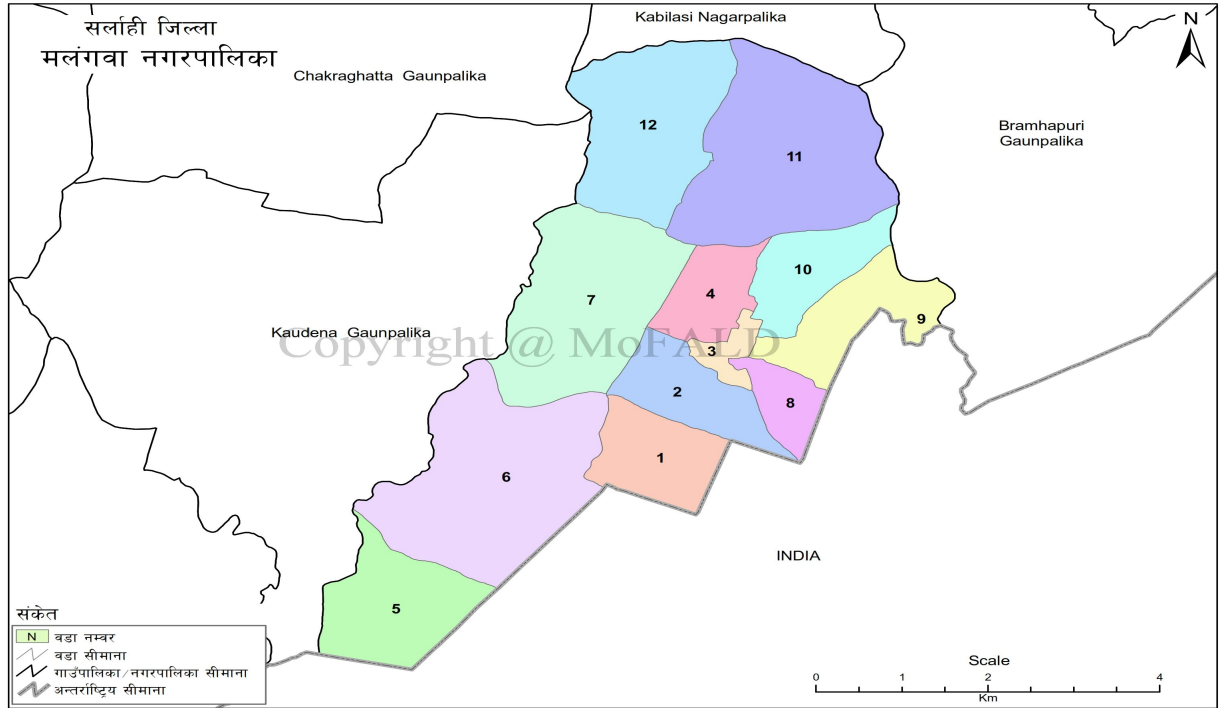 सर्लाही जिल्ला
मलंगवा नगरपालिका
Kabilasi Nagarpalika
N
Chakraghatta Gaunpalika
Bramhapuri
Gaunpalika
12
11
10
7
4
9
Kaudena Gaunpalika
Copyright @ MoFALD
3
2
8
1
6
INDIA
5
संकेत
N वडा नम्वर
वडा सीमाना
गाउँपालिका/नगरपालिका सीमाना
अन्तर्राष्ट्रिय सीमाना
Scale
0 1 2 4
Km